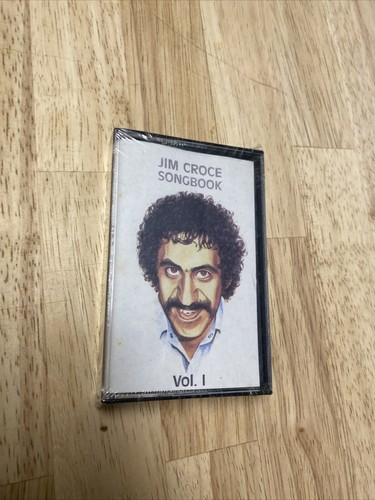 JIM CROCE
SONGBOOK
Vol. I